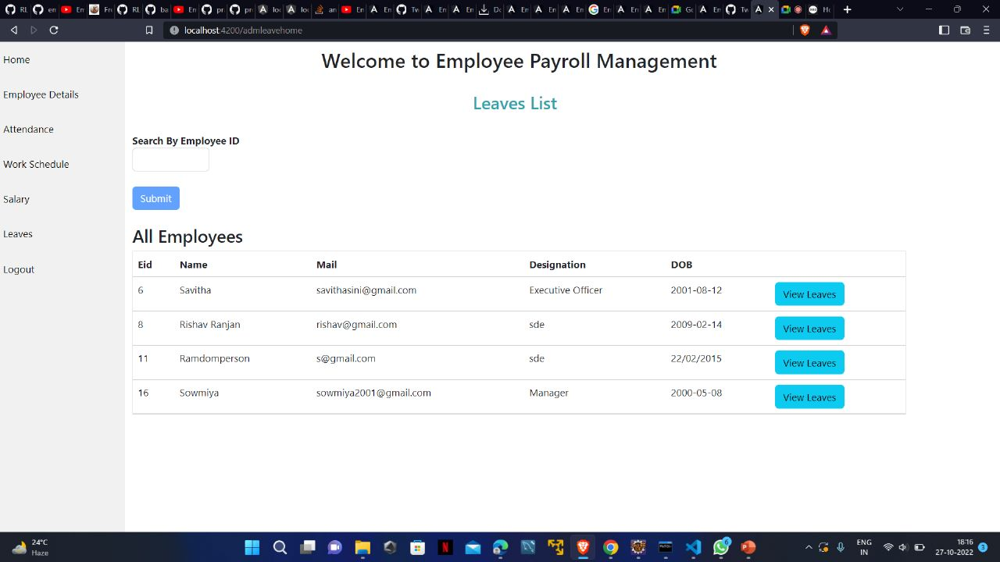 localhost:4200/admleavehome
Home
Employee Details
Attendance
Work Schedule
Salary
Leaves
Logout
Welcome to Employee Payroll Management
Leaves List
Search By Employee ID
Submit
All Employees
Eid Name Mail Designation DOB
6 Savitha savithasini@gmail.com Executive Officer 2001-08-12 View Leaves
8 Rishav Ranjan rishav@gmail.com sde 2009-02-14 View Leaves
11 Ramdomperson s@gmail.com sde 22/02/2015 View Leaves
16 Sowmiya sowmiya2001@gmail.com Manager 2000-05-08 View Leaves
24°C
Haze
6
ENG
IN
18:16
27-10-2022
3